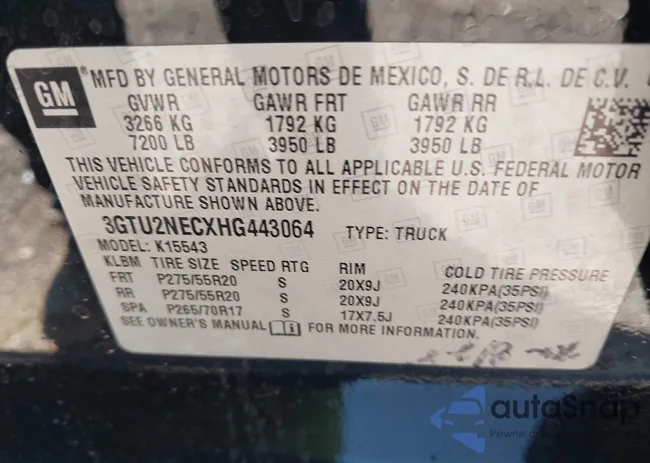 GM
MFD BY GENERAL MOTORS DE MEXICO, S. DE R.L. DE C.V.
GVWR GAWR FRT GAWR RR
3266 KG 1792 KG 1792 KG
7200 LB 3950 LB 3950 LB
THIS VEHICLE CONFORMS TO ALL APPLICABLE U.S. FEDERAL MOTOR
VEHICLE SAFETY STANDARDS IN EFFECT ON THE DATE OF
MANUFACTURE SHOWN ABOVE.
3GTU2NECXHG443064 TYPE: TRUCK
MODEL: K15543
KLBM TIRE SIZE SPEED RTG RIM COLD TIRE PRESSURE
FRT P275/55R20 S 20X9J 240KPA(35PSI)
RR P275/55R20 S 20X9J 240KPA(35PSI)
SPA P265/70R17 S 17X7.5J 240KPA(35PSI)
SEE OWNER'S MANUAL FOR MORE INFORMATION.
autoSnap
Pewne